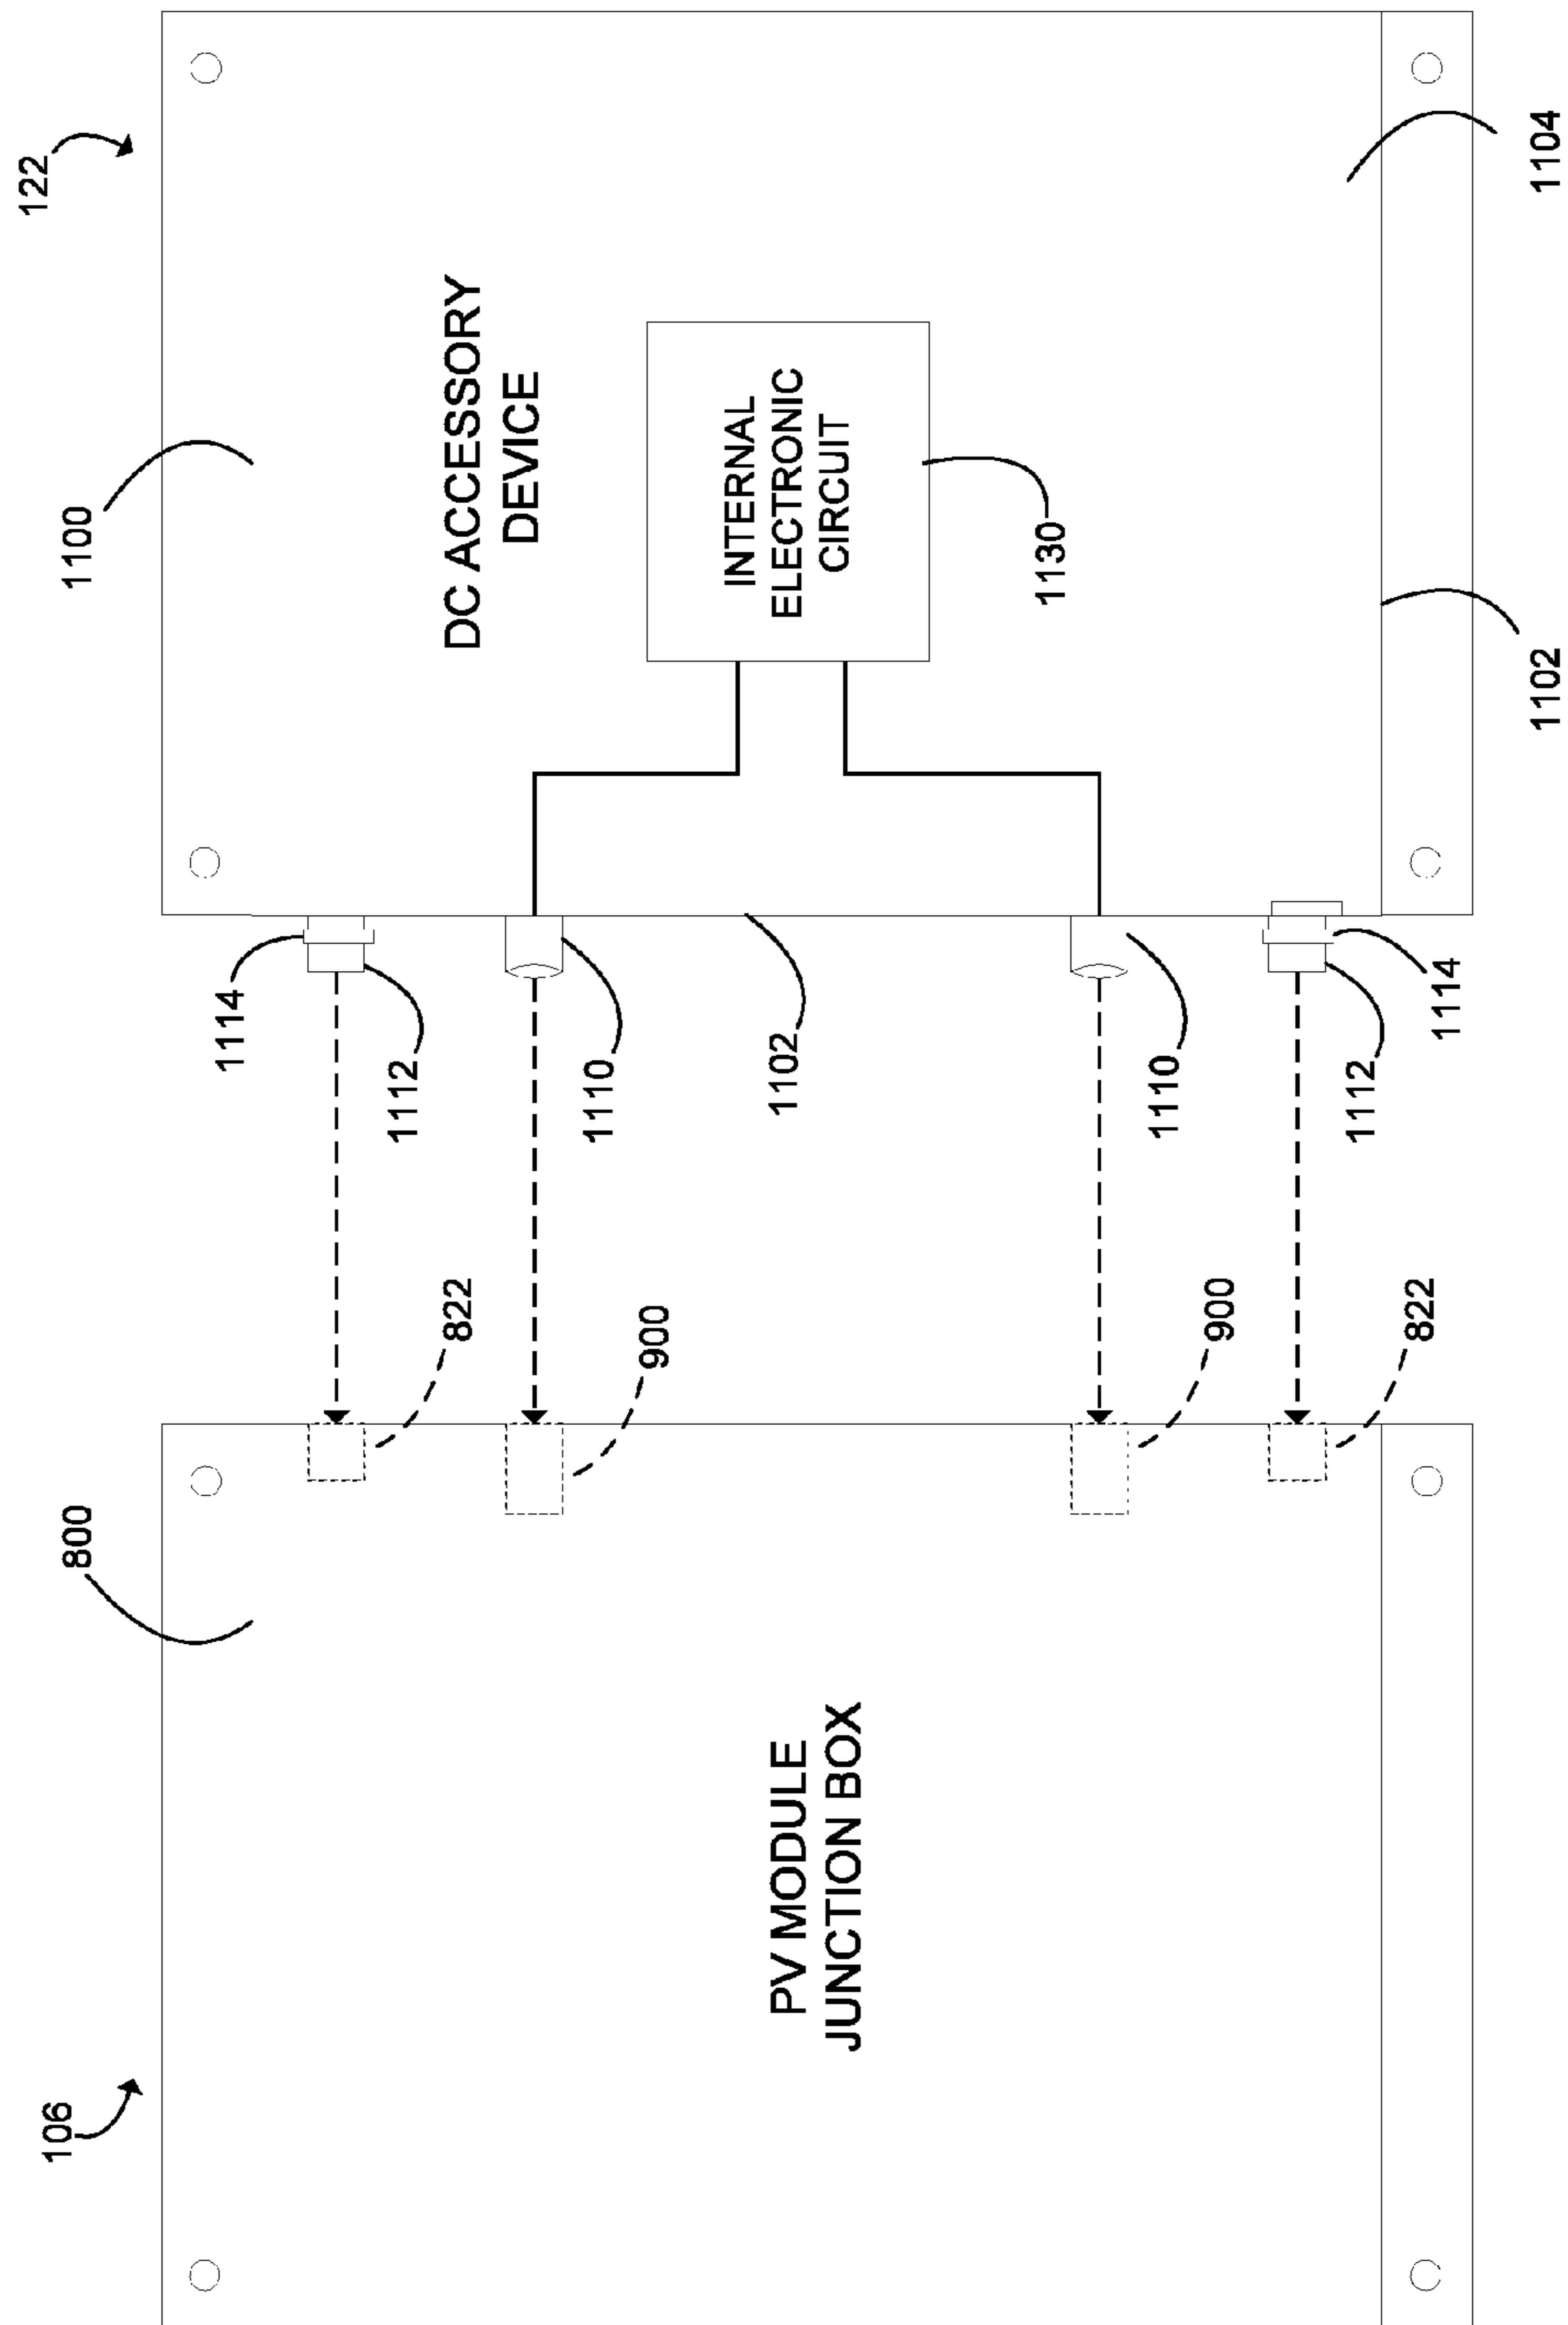 122
106
800
1100
1114
1112
822
DC ACCESSORY
DEVICE
1110
900
INTERNAL
ELECTRONIC
CIRCUIT
PV MODULE
JUNCTION BOX
1102
1130
1110
900
1112
822
1114
1102
1104